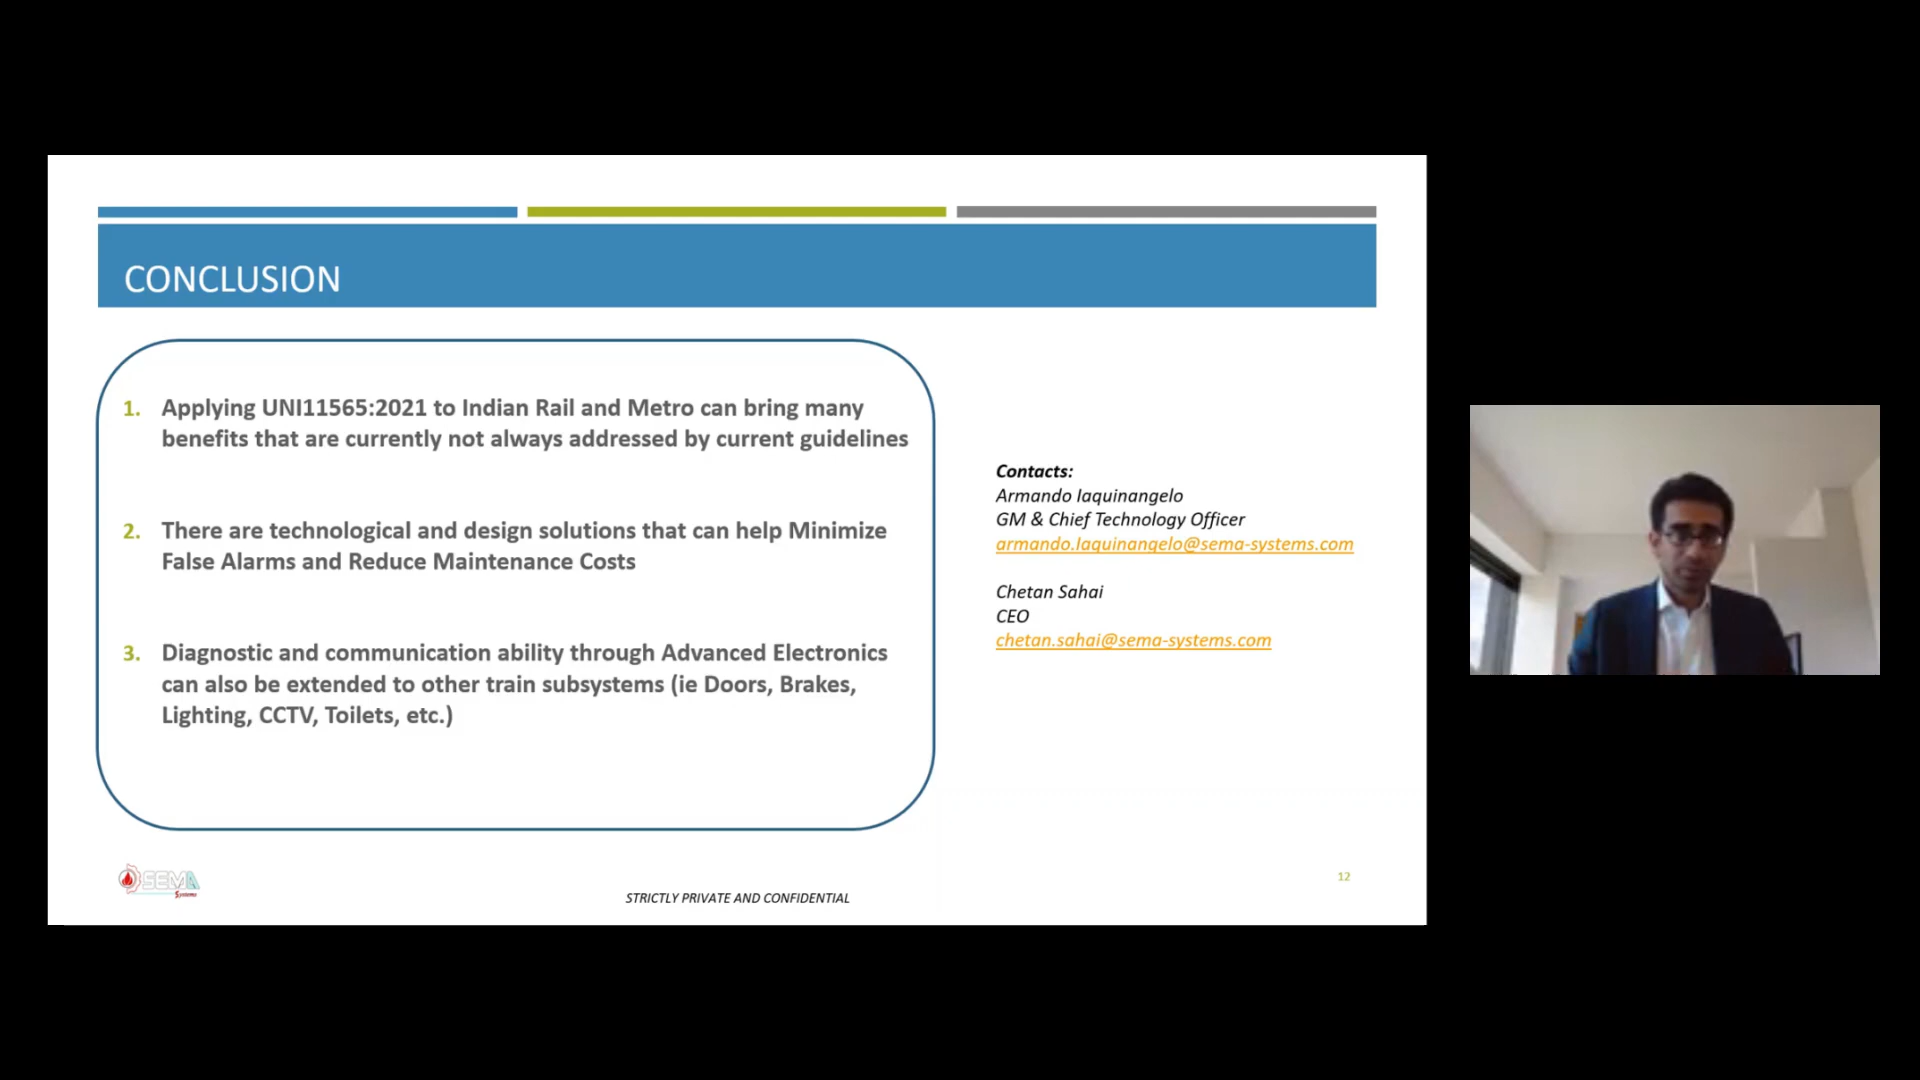 CONCLUSION
1. Applying UNI11565:2021 to Indian Rail and Metro can bring many
benefits that are currently not always addressed by current guidelines
2. There are technological and design solutions that can help Minimize
False Alarms and Reduce Maintenance Costs
3. Diagnostic and communication ability through Advanced Electronics
can also be extended to other train subsystems (ie Doors, Brakes,
Lighting, CCTV, Toilets, etc.)
Contacts:
Armando Iaquinangelo
GM & Chief Technology Officer
armando.Iaquinangelo@sema-systems.com
Chetan Sahai
CEO
chetan.sahai@sema-systems.com
SEMA
Systems
STRICTLY PRIVATE AND CONFIDENTIAL
12